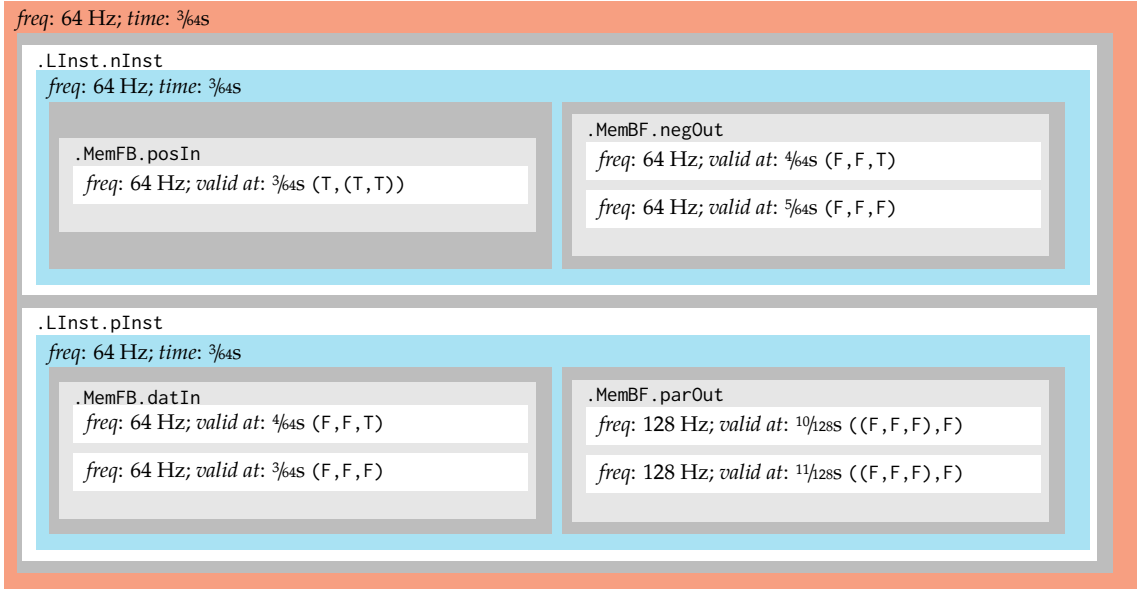 freq: 64 Hz; time: 3/64s
.LInst.nInst
freq: 64 Hz; time: 3/64s
.MemFB.posIn
freq: 64 Hz; valid at: 3/64s (T,(T,T))
.MemBF.negOut
freq: 64 Hz; valid at: 4/64s (F,F,T)
freq: 64 Hz; valid at: 5/64s (F,F,F)
.LInst.pInst
freq: 64 Hz; time: 3/64s
.MemFB.datIn
freq: 64 Hz; valid at: 4/64s (F,F,T)
freq: 64 Hz; valid at: 3/64s (F,F,F)
.MemBF.parOut
freq: 128 Hz; valid at: 10/128s ((F,F,F),F)
freq: 128 Hz; valid at: 11/128s ((F,F,F),F)